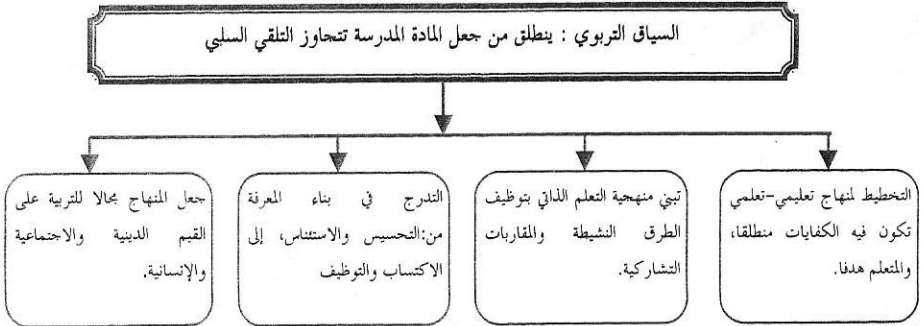 السياق التربوي : ينطلق من جعل المادة المدرسة تتجاوز التلقي السلبي
التخطيط لمنهاج تعليمي-تعلمي
تكون فيه الكفايات منطلقا،
والمتعلم هدفا.
تبني منهجية التعلم الذاتي بتوظيف
الطرق النشيطة والمقاربات
التشاركية.
التدرج في بناء المعرفة
من:التحسيس والاستئناس، إلى
الاكتساب والتوظيف
جعل المنهاج مجالا للتربية على
القيم الدينية والاجتماعية
والإنسانية.